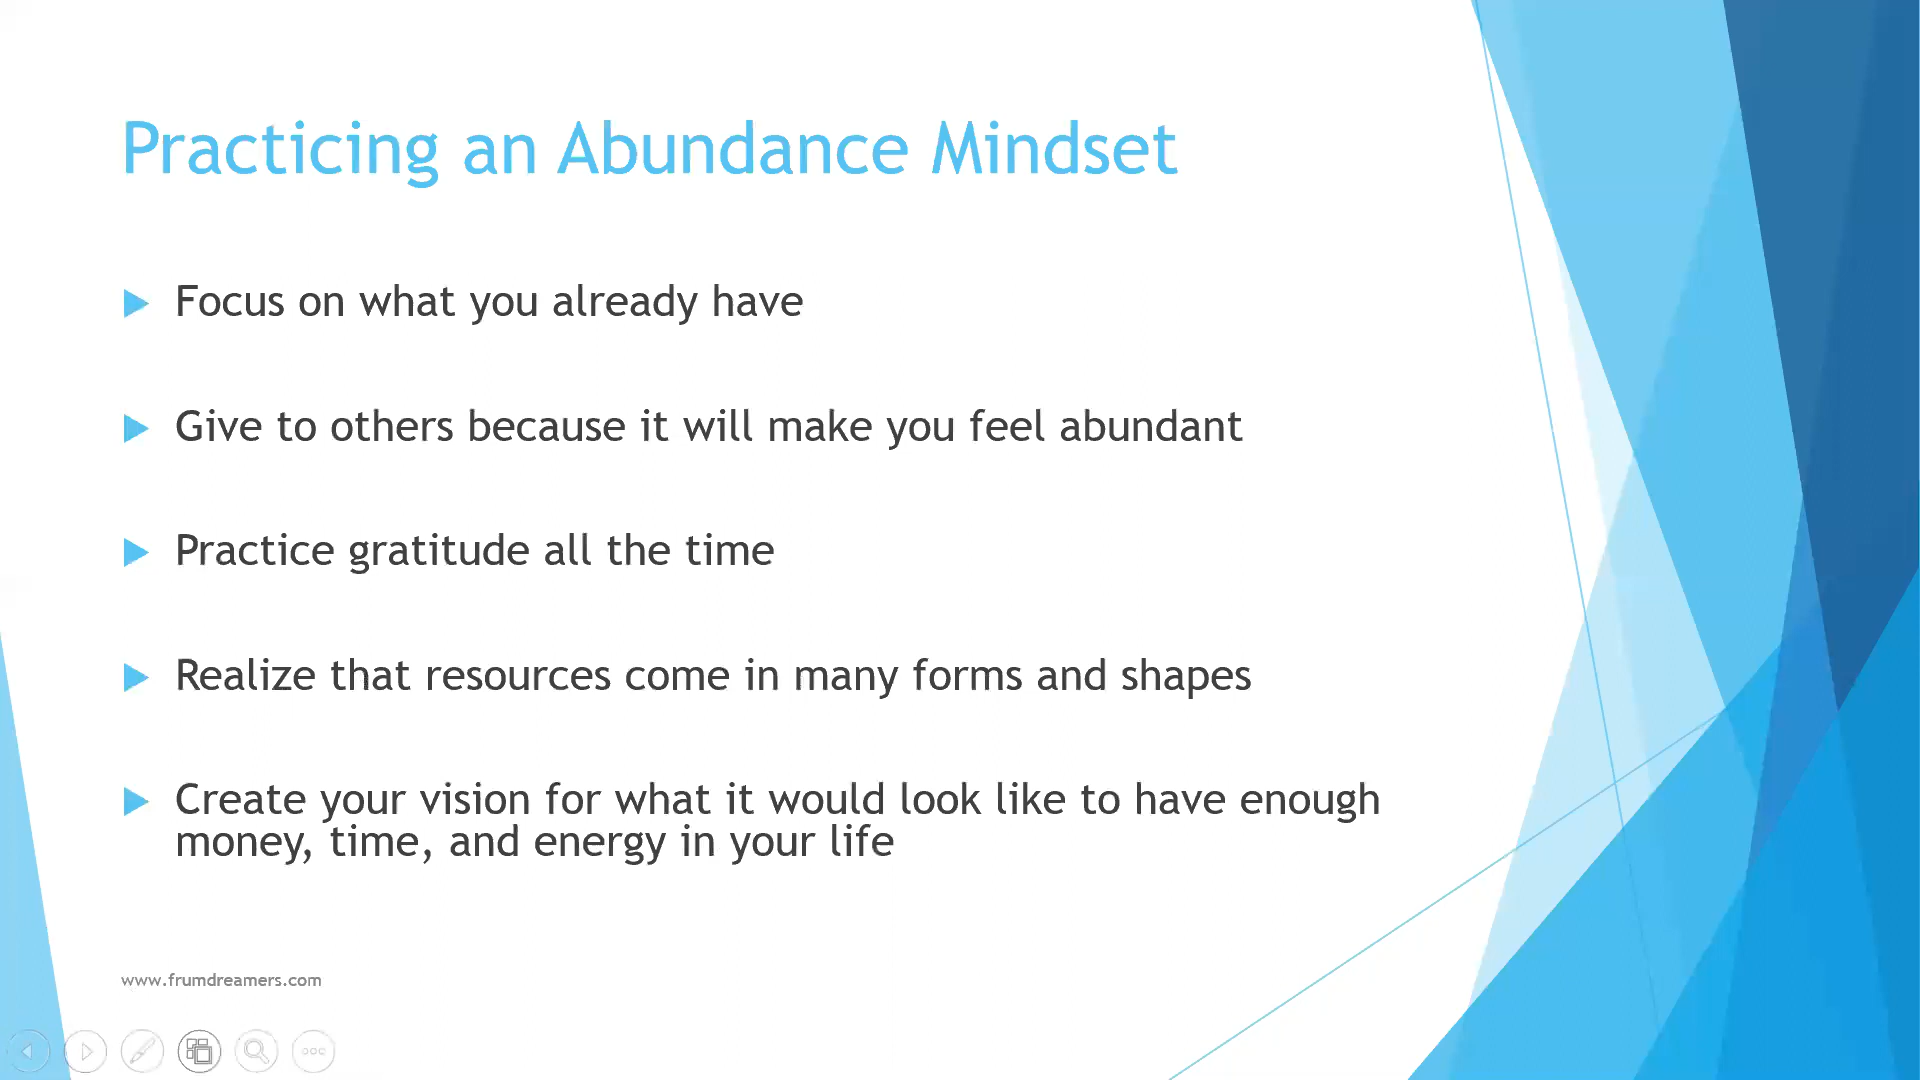 Practicing an Abundance Mindset
Focus on what you already have
Give to others because it will make you feel abundant
Practice gratitude all the time
Realize that resources come in many forms and shapes
Create your vision for what it would look like to have enough
money, time, and energy in your life
www.frumdreamers.com